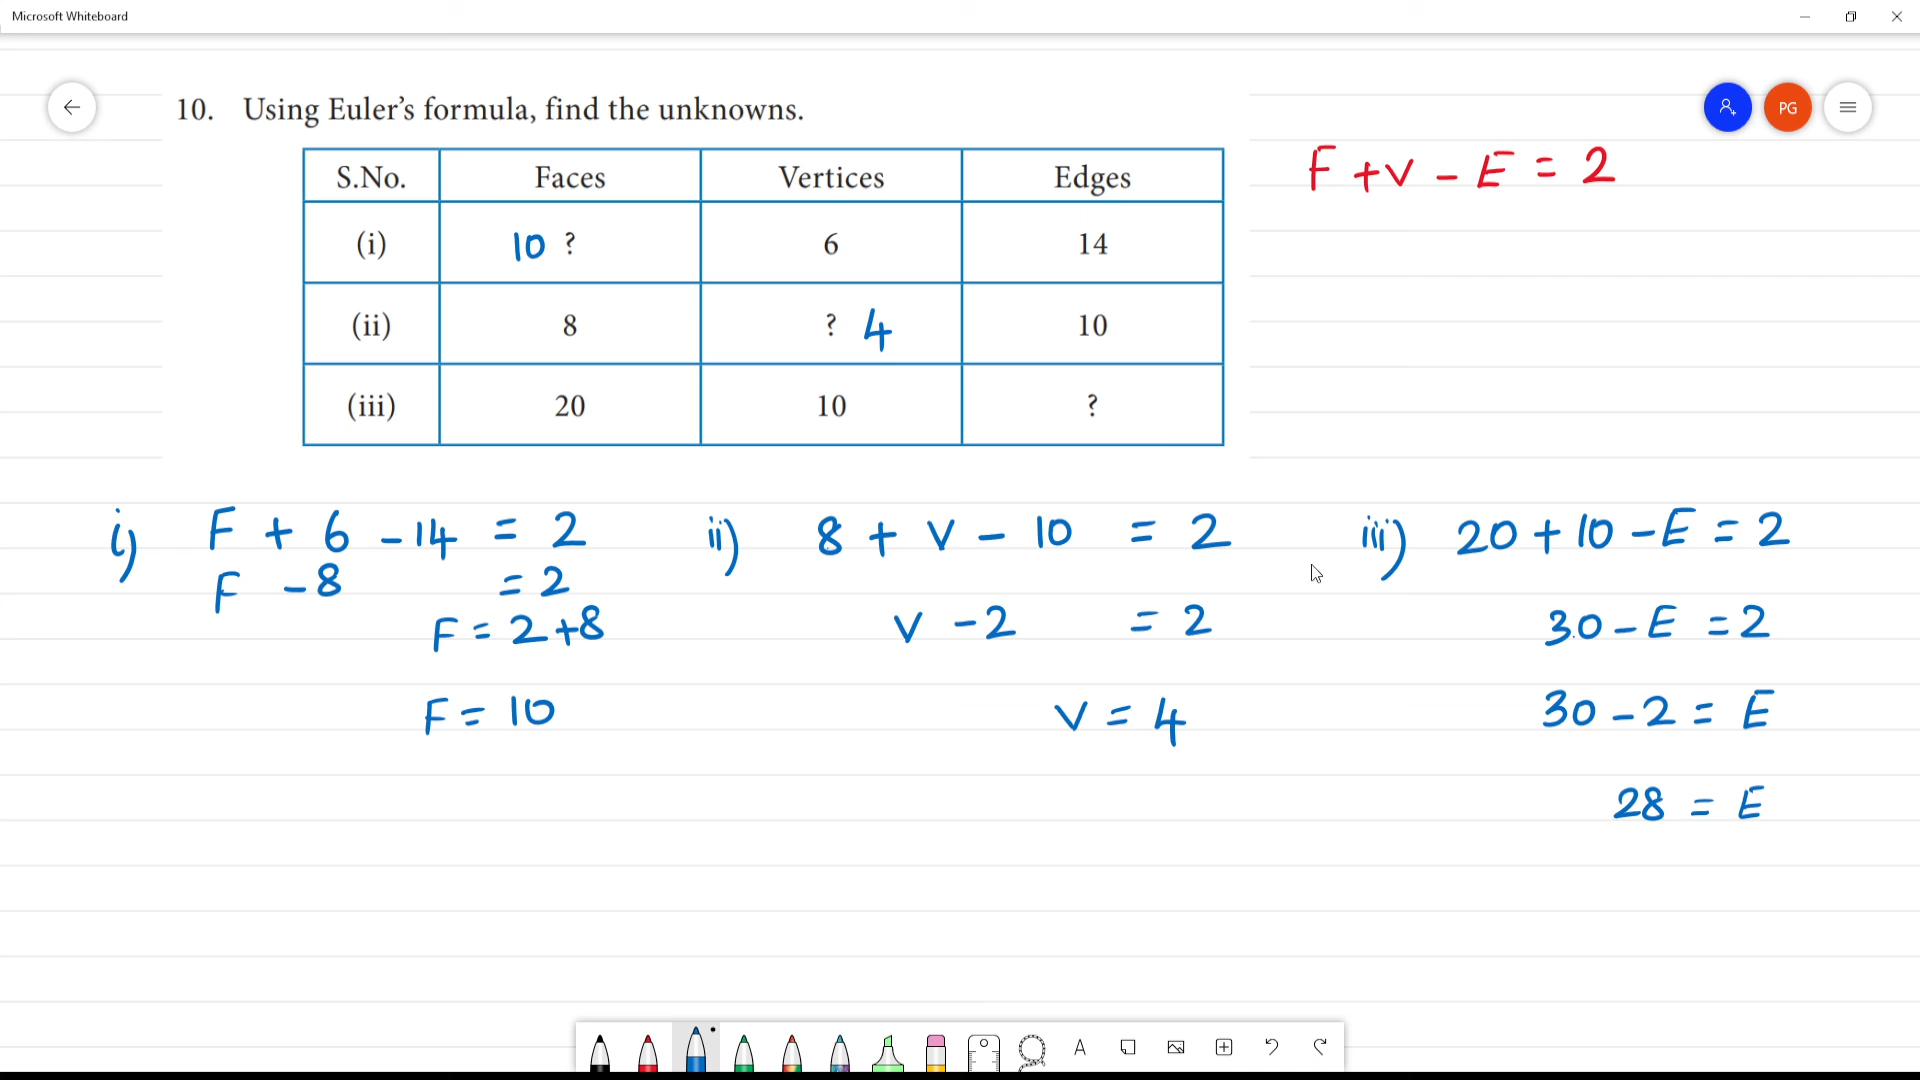 Microsoft Whiteboard
10. Using Euler's formula, find the unknowns.
PG
F + V - E = 2
S.No. Faces Vertices Edges
(i) 10 ? 6 14
(ii) 8 ? 4 10
(iii) 20 10 ?
i) F + 6 - 14 = 2
F - 8 = 2
F = 2 + 8
F = 10
ii) 8 + V - 10 = 2
V - 2 = 2
V = 4
iii) 20 + 10 - E = 2
30 - E = 2
30 - 2 = E
28 = E
A